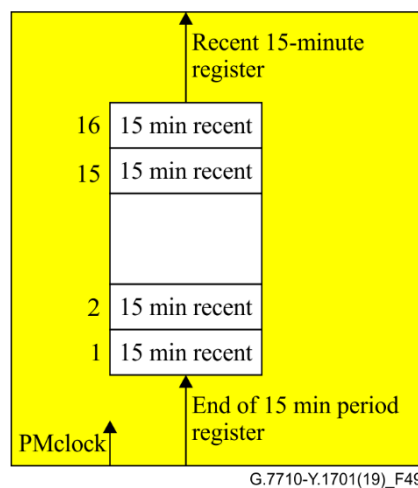 Recent 15-minute
register
16 15 min recent
15 15 min recent
2 15 min recent
1 15 min recent
End of 15 min period
register
PMclock
G.7710-Y.1701(19)_F49